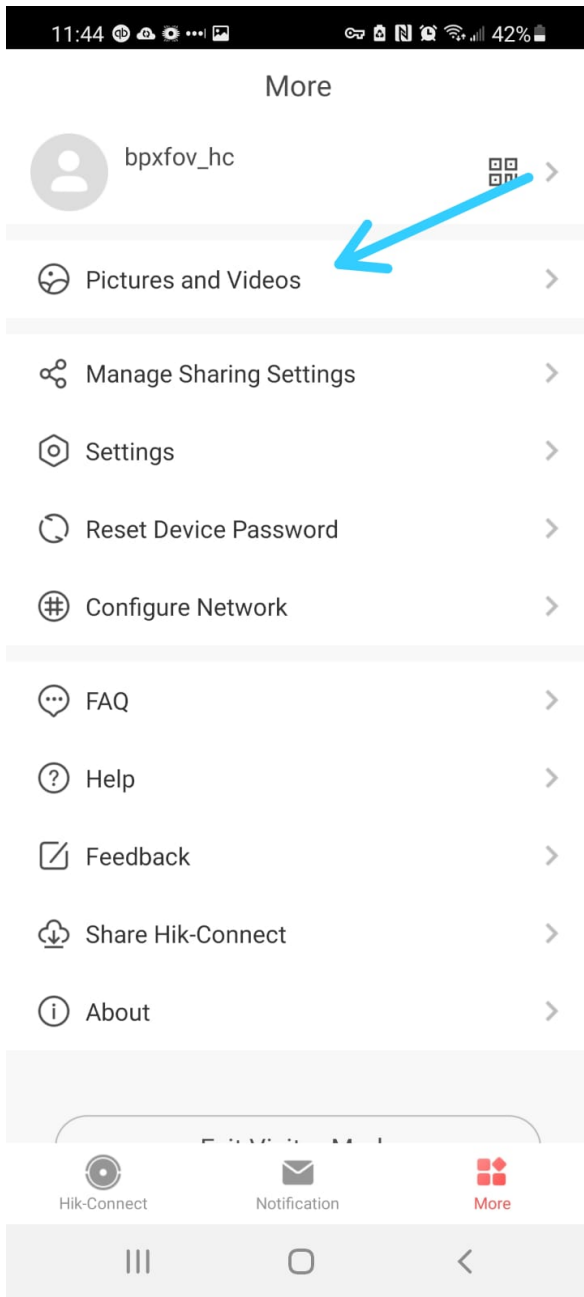 11:44 42%
More
bpxfov_hc
Pictures and Videos
Manage Sharing Settings
Settings
Reset Device Password
Configure Network
FAQ
Help
Feedback
Share Hik-Connect
About
Hik-Connect Notification More